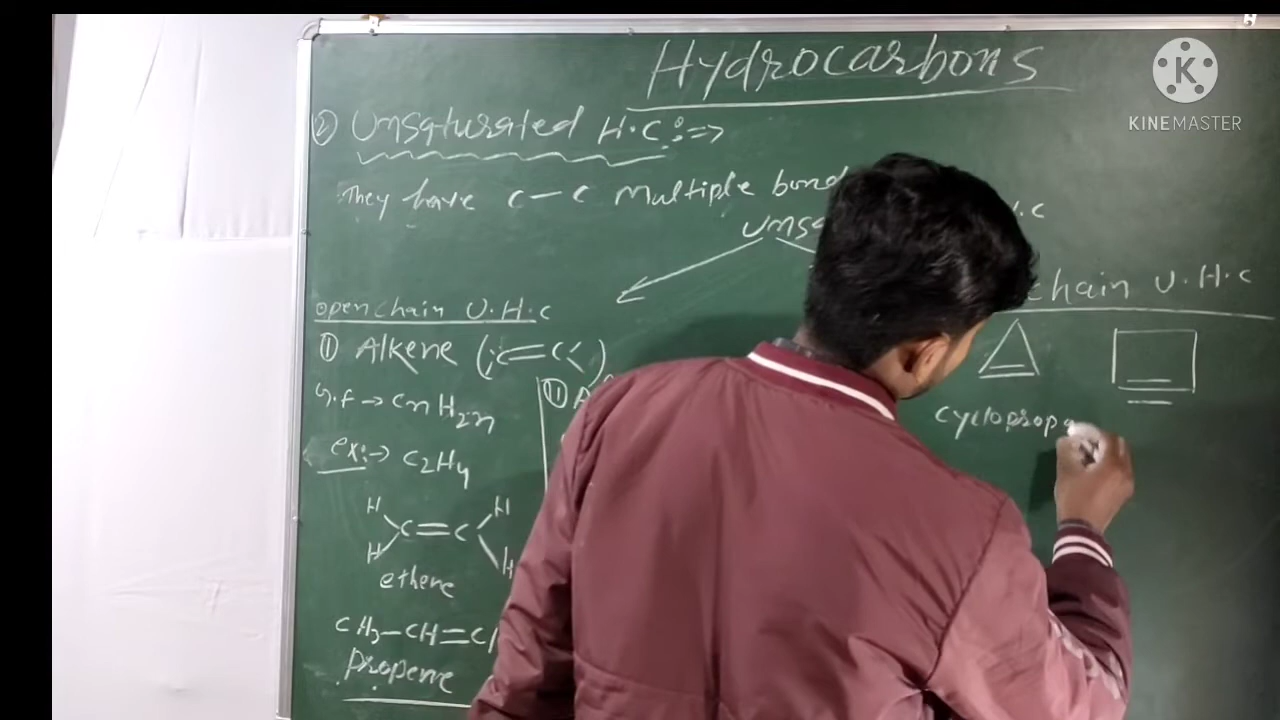 Hydrocarbons
② Unsaturated H.C:⇒
They have C—C Multiple bond
H.C
openchain U.H.C
chain U.H.C
① Alkene (C=C)
G.F → CnH2n
ex:→ C2H4
H H
C=C
H H
ethene
CH3—CH=C
Propene
② A
cyclopropa
KINEMASTER